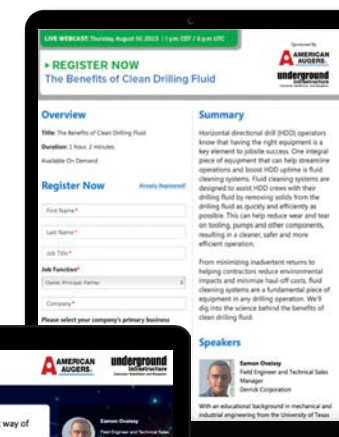 LIVE WEBCAST: Thursday, August 10, 2023 | 1 p.m. CDT / 6 p.m. UTC
▸ REGISTER NOW
The Benefits of Clean Drilling Fluid
Sponsored By
AMERICAN
AUGERS.
underground
infrastructure
Overview
Title: The Benefits of Clean Drilling Fluid
Duration: 1 hour, 2 minutes
Available On Demand
Register Now
Already Registered?
First Name*
Last Name*
Job Title*
Job Function*
Owner, Principal, Partner
Company*
Please select your company's primary business
Summary
Horizontal directional drill (HDD) operators
know that having the right equipment is a
key element to jobsite success. One integral
piece of equipment that can help streamline
operations and boost HDD uptime is fluid
cleaning systems. Fluid cleaning systems are
designed to assist HDD crews with their
drilling fluid by removing solids from the
drilling fluid as quickly and efficiently as
possible. This can help reduce wear and tear
on tooling, pumps and other components,
resulting in a cleaner, safer and more
efficient operation.
From minimizing inadvertent returns to
helping contractors reduce environmental
impacts and minimize haul-off costs, fluid
cleaning systems are a fundamental piece of
equipment in any drilling operation. We'll
dig into the science behind the benefits of
clean drilling fluid.
Speakers
Eamon Oveissy
Field Engineer and Technical Sales
Manager
Derrick Corporation
With an educational background in mechanical and
industrial engineering from the University of Texas
AMERICAN
AUGERS.
underground
infrastructure
way of
Eamon Oveissy
Field Engineer and Technical Sales